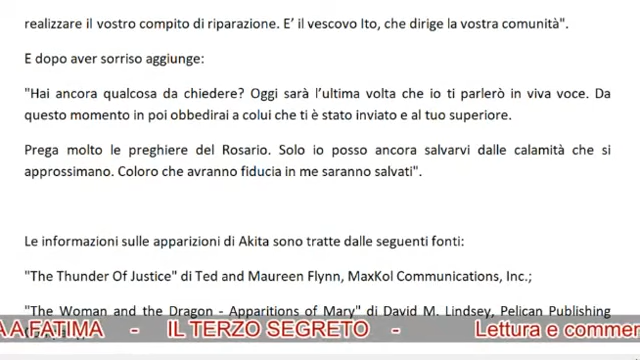 realizzare il vostro compito di riparazione. E' il vescovo Ito, che dirige la vostra comunità".
E dopo aver sorriso aggiunge:
"Hai ancora qualcosa da chiedere? Oggi sarà l'ultima volta che io ti parlerò in viva voce. Da
questo momento in poi obbedirai a colui che ti è stato inviato e al tuo superiore.
Prega molto le preghiere del Rosario. Solo io posso ancora salvarvi dalle calamità che si
approssimano. Coloro che avranno fiducia in me saranno salvati".
Le informazioni sulle apparizioni di Akita sono tratte dalle seguenti fonti:
"The Thunder Of Justice" di Ted and Maureen Flynn, MaxKol Communications, Inc.;
"The Woman and the Dragon - Apparitions of Mary" di David M. Lindsey, Pelican Publishing
A A FATIMA - IL TERZO SEGRETO - Lettura e commen